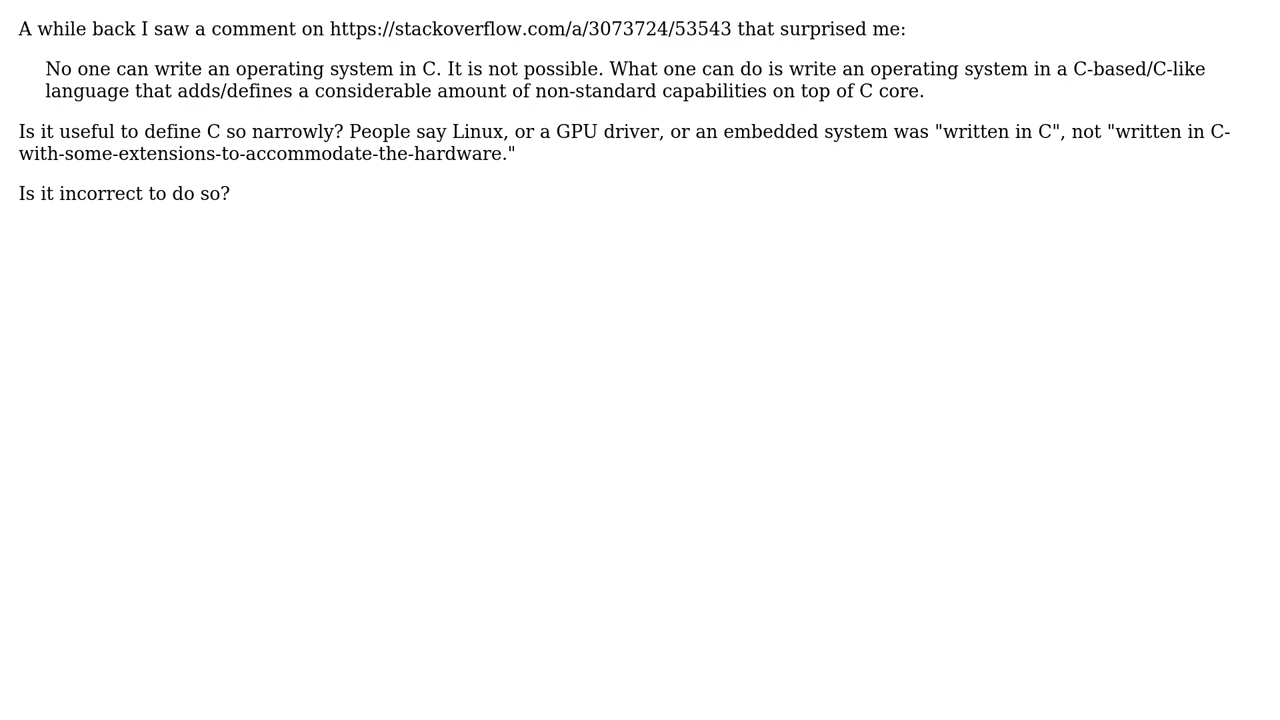 A while back I saw a comment on https://stackoverflow.com/a/3073724/53543 that surprised me:
No one can write an operating system in C. It is not possible. What one can do is write an operating system in a C-based/C-like
language that adds/defines a considerable amount of non-standard capabilities on top of C core.
Is it useful to define C so narrowly? People say Linux, or a GPU driver, or an embedded system was "written in C", not "written in C-
with-some-extensions-to-accommodate-the-hardware."
Is it incorrect to do so?